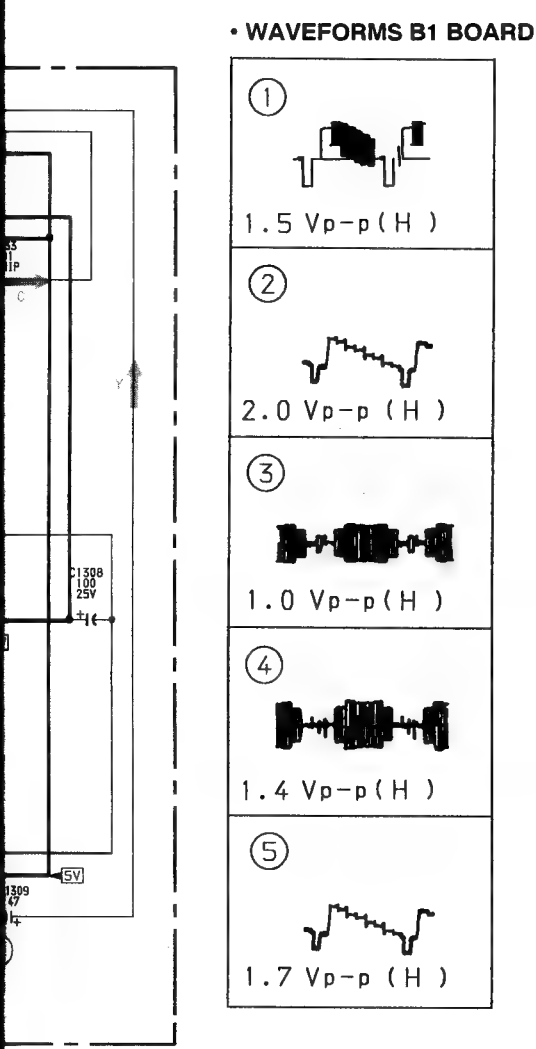 • WAVEFORMS B1 BOARD
1
1.5 Vp-p(H )
2
2.0 Vp-p (H )
3
1.0 Vp-p(H )
4
1.4 Vp-p(H )
5
1.7 Vp-p (H )
C
Y
C1308
100
25V
+
5V
1309
47
+